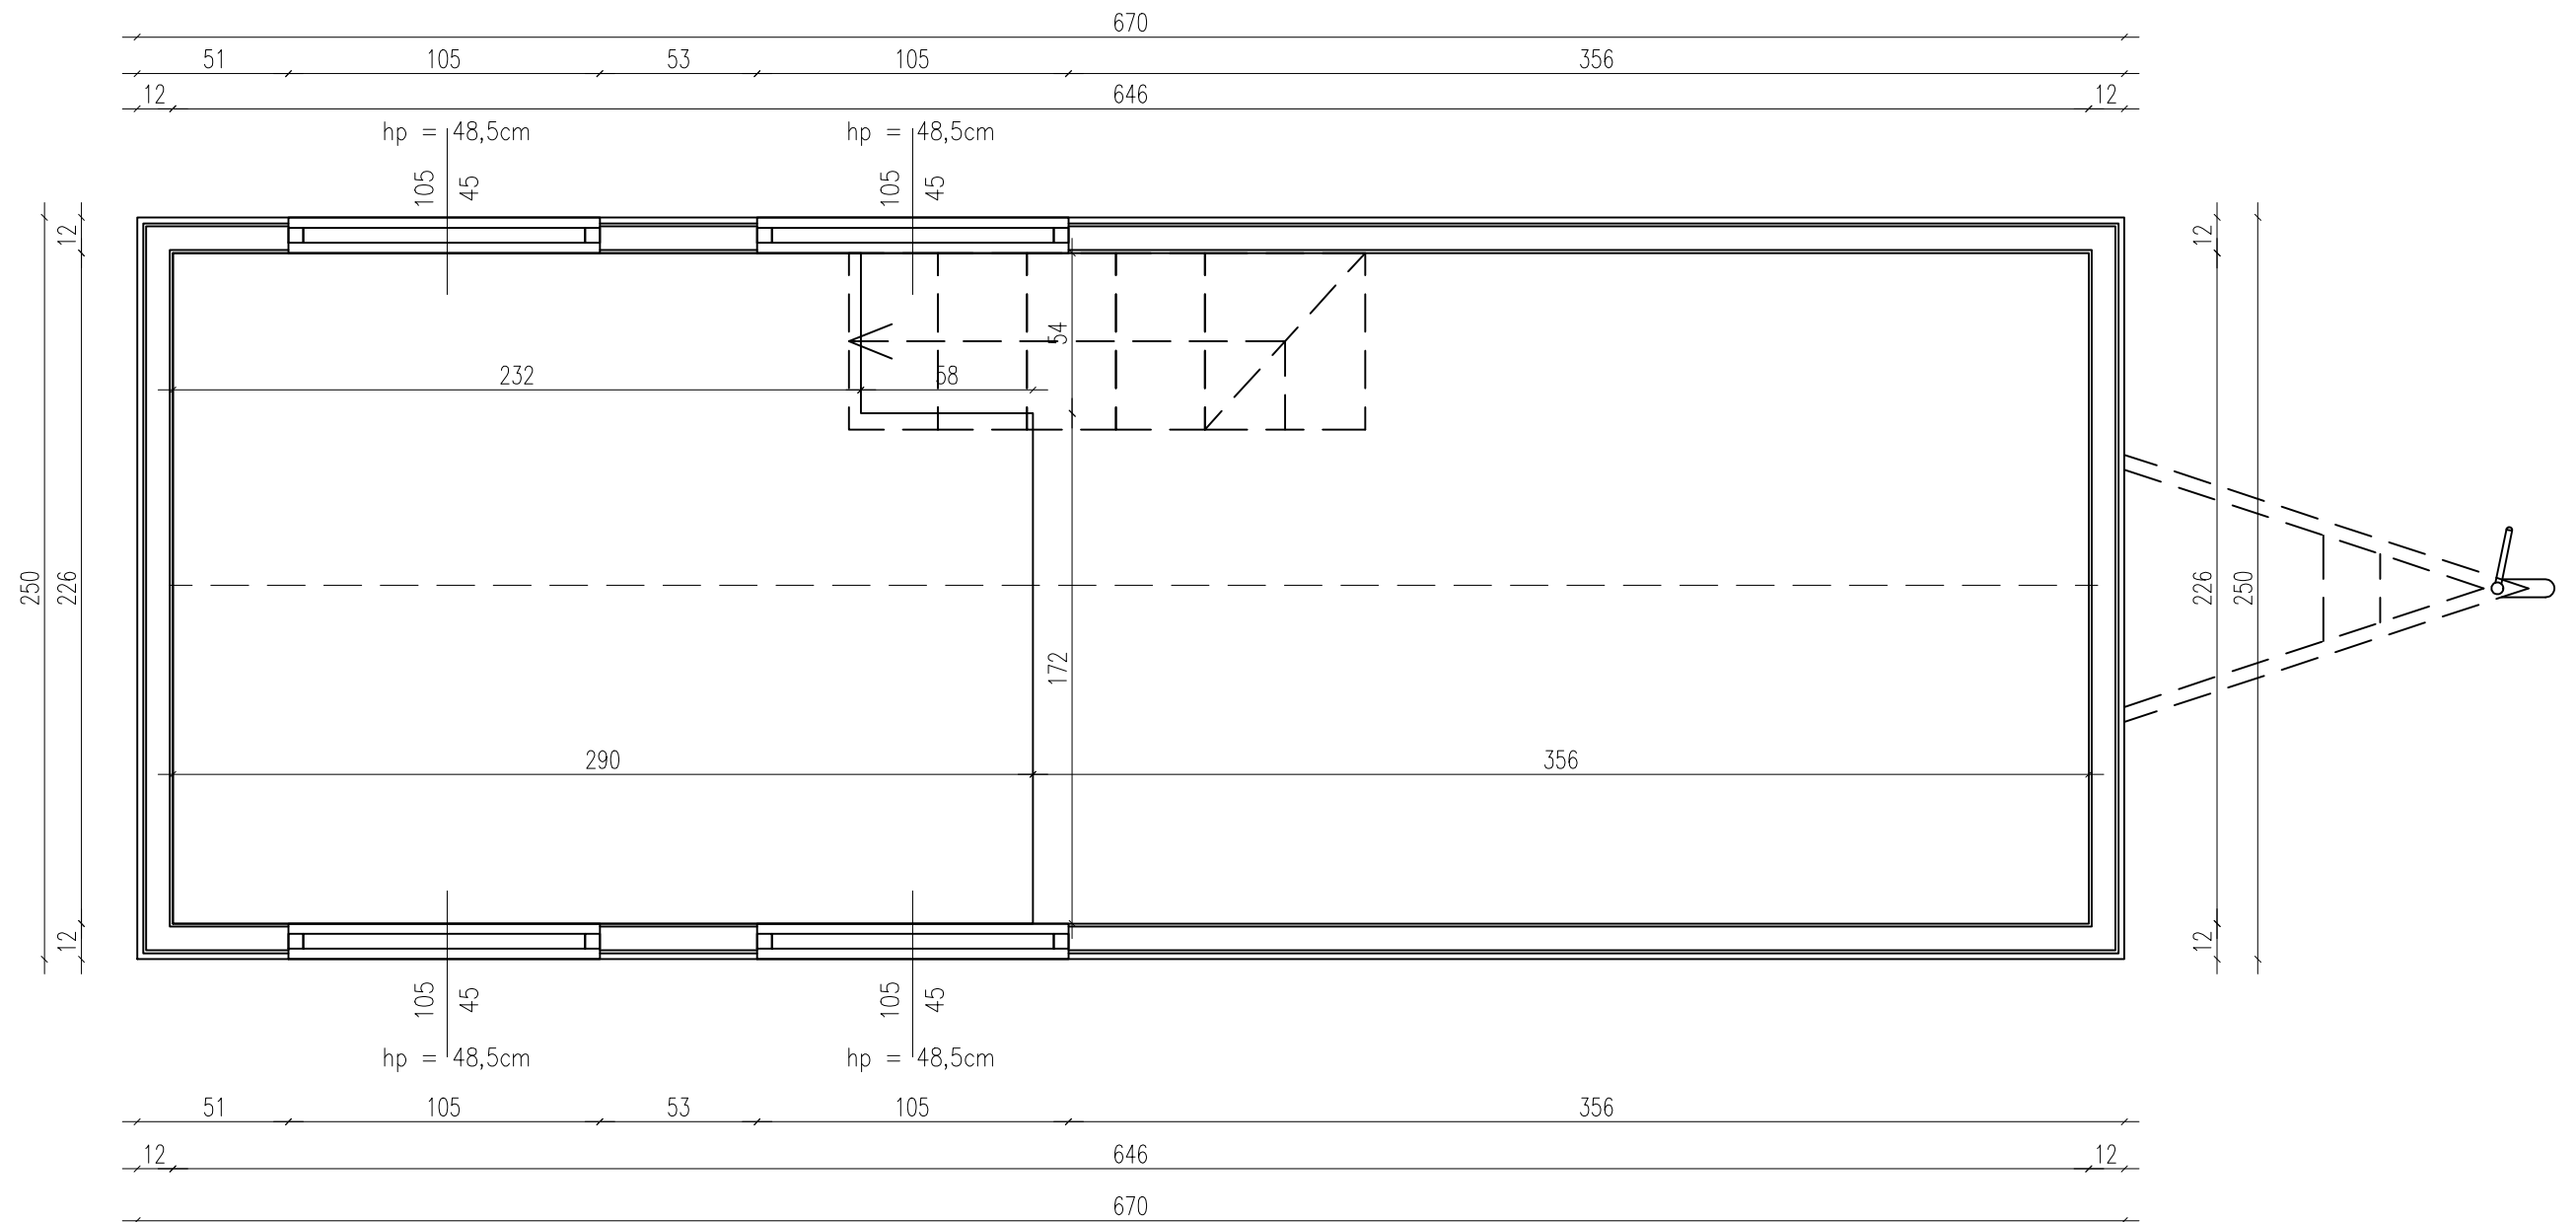 670
51 105 53 105 356
12 646 12
hp = 48,5cm hp = 48,5cm
105 45 105 45
12 12
54
232 58
250 226 226 250
172
290 356
12 12
105 45 105 45
hp = 48,5cm hp = 48,5cm
51 105 53 105 356
12 646 12
670